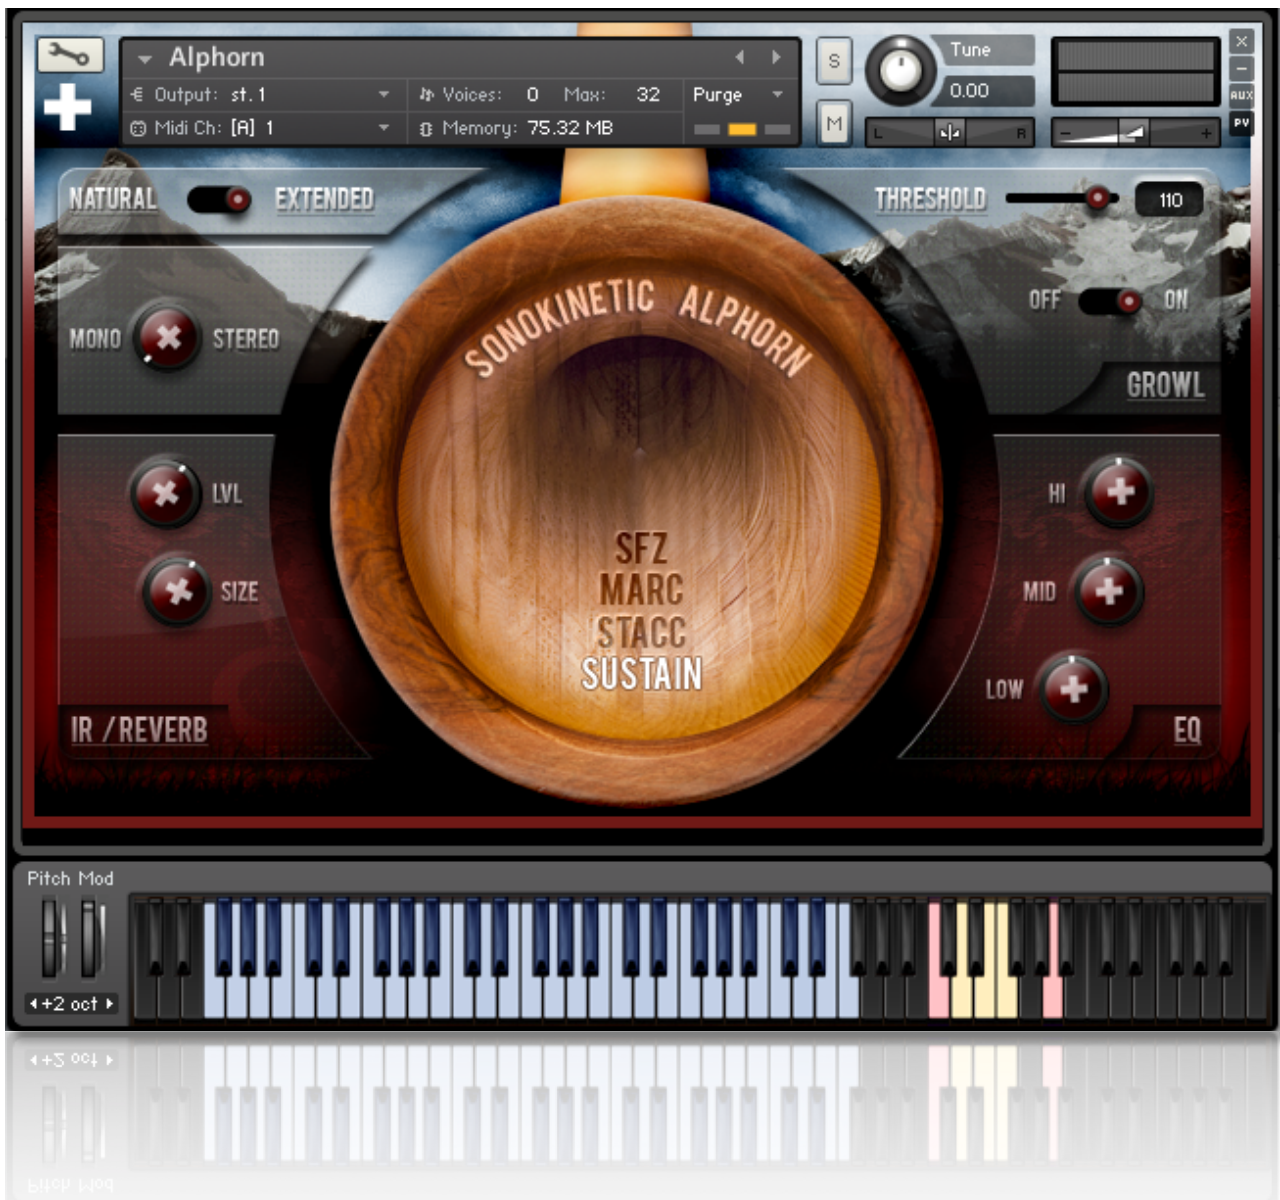 Alphorn
S
Tune
x
Output: st.1
Voices: 0 Max: 32
Purge
0.00
AUX
Midi Ch: [A] 1
Memory: 75.32 MB
M
L R
- +
PV
NATURAL EXTENDED
THRESHOLD 110
MONO STEREO
SONOKINETIC ALPHORN
OFF ON
GROWL
LVL
SIZE
IR / REVERB
SFZ
MARC
STACC
SUSTAIN
HI
MID
LOW
EQ
Pitch Mod
+2 oct